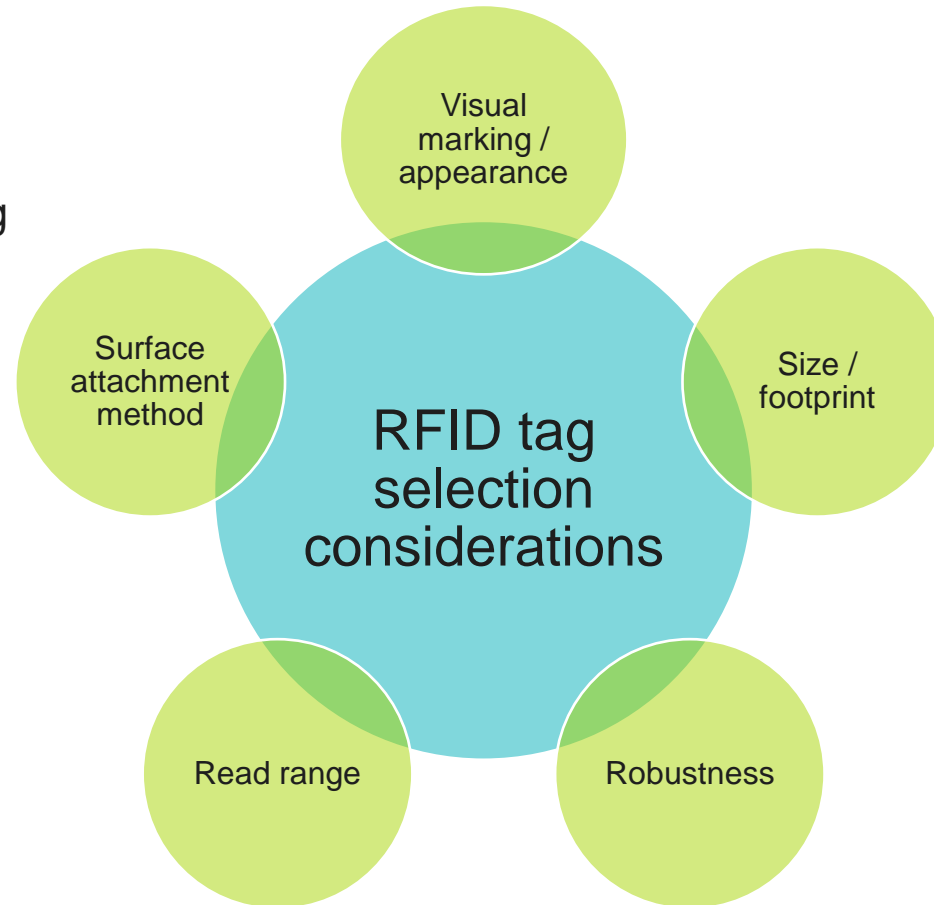 Visual
marking /
appearance
g
Surface
attachment
method
Size /
footprint
RFID tag
selection
considerations
Read range
Robustness